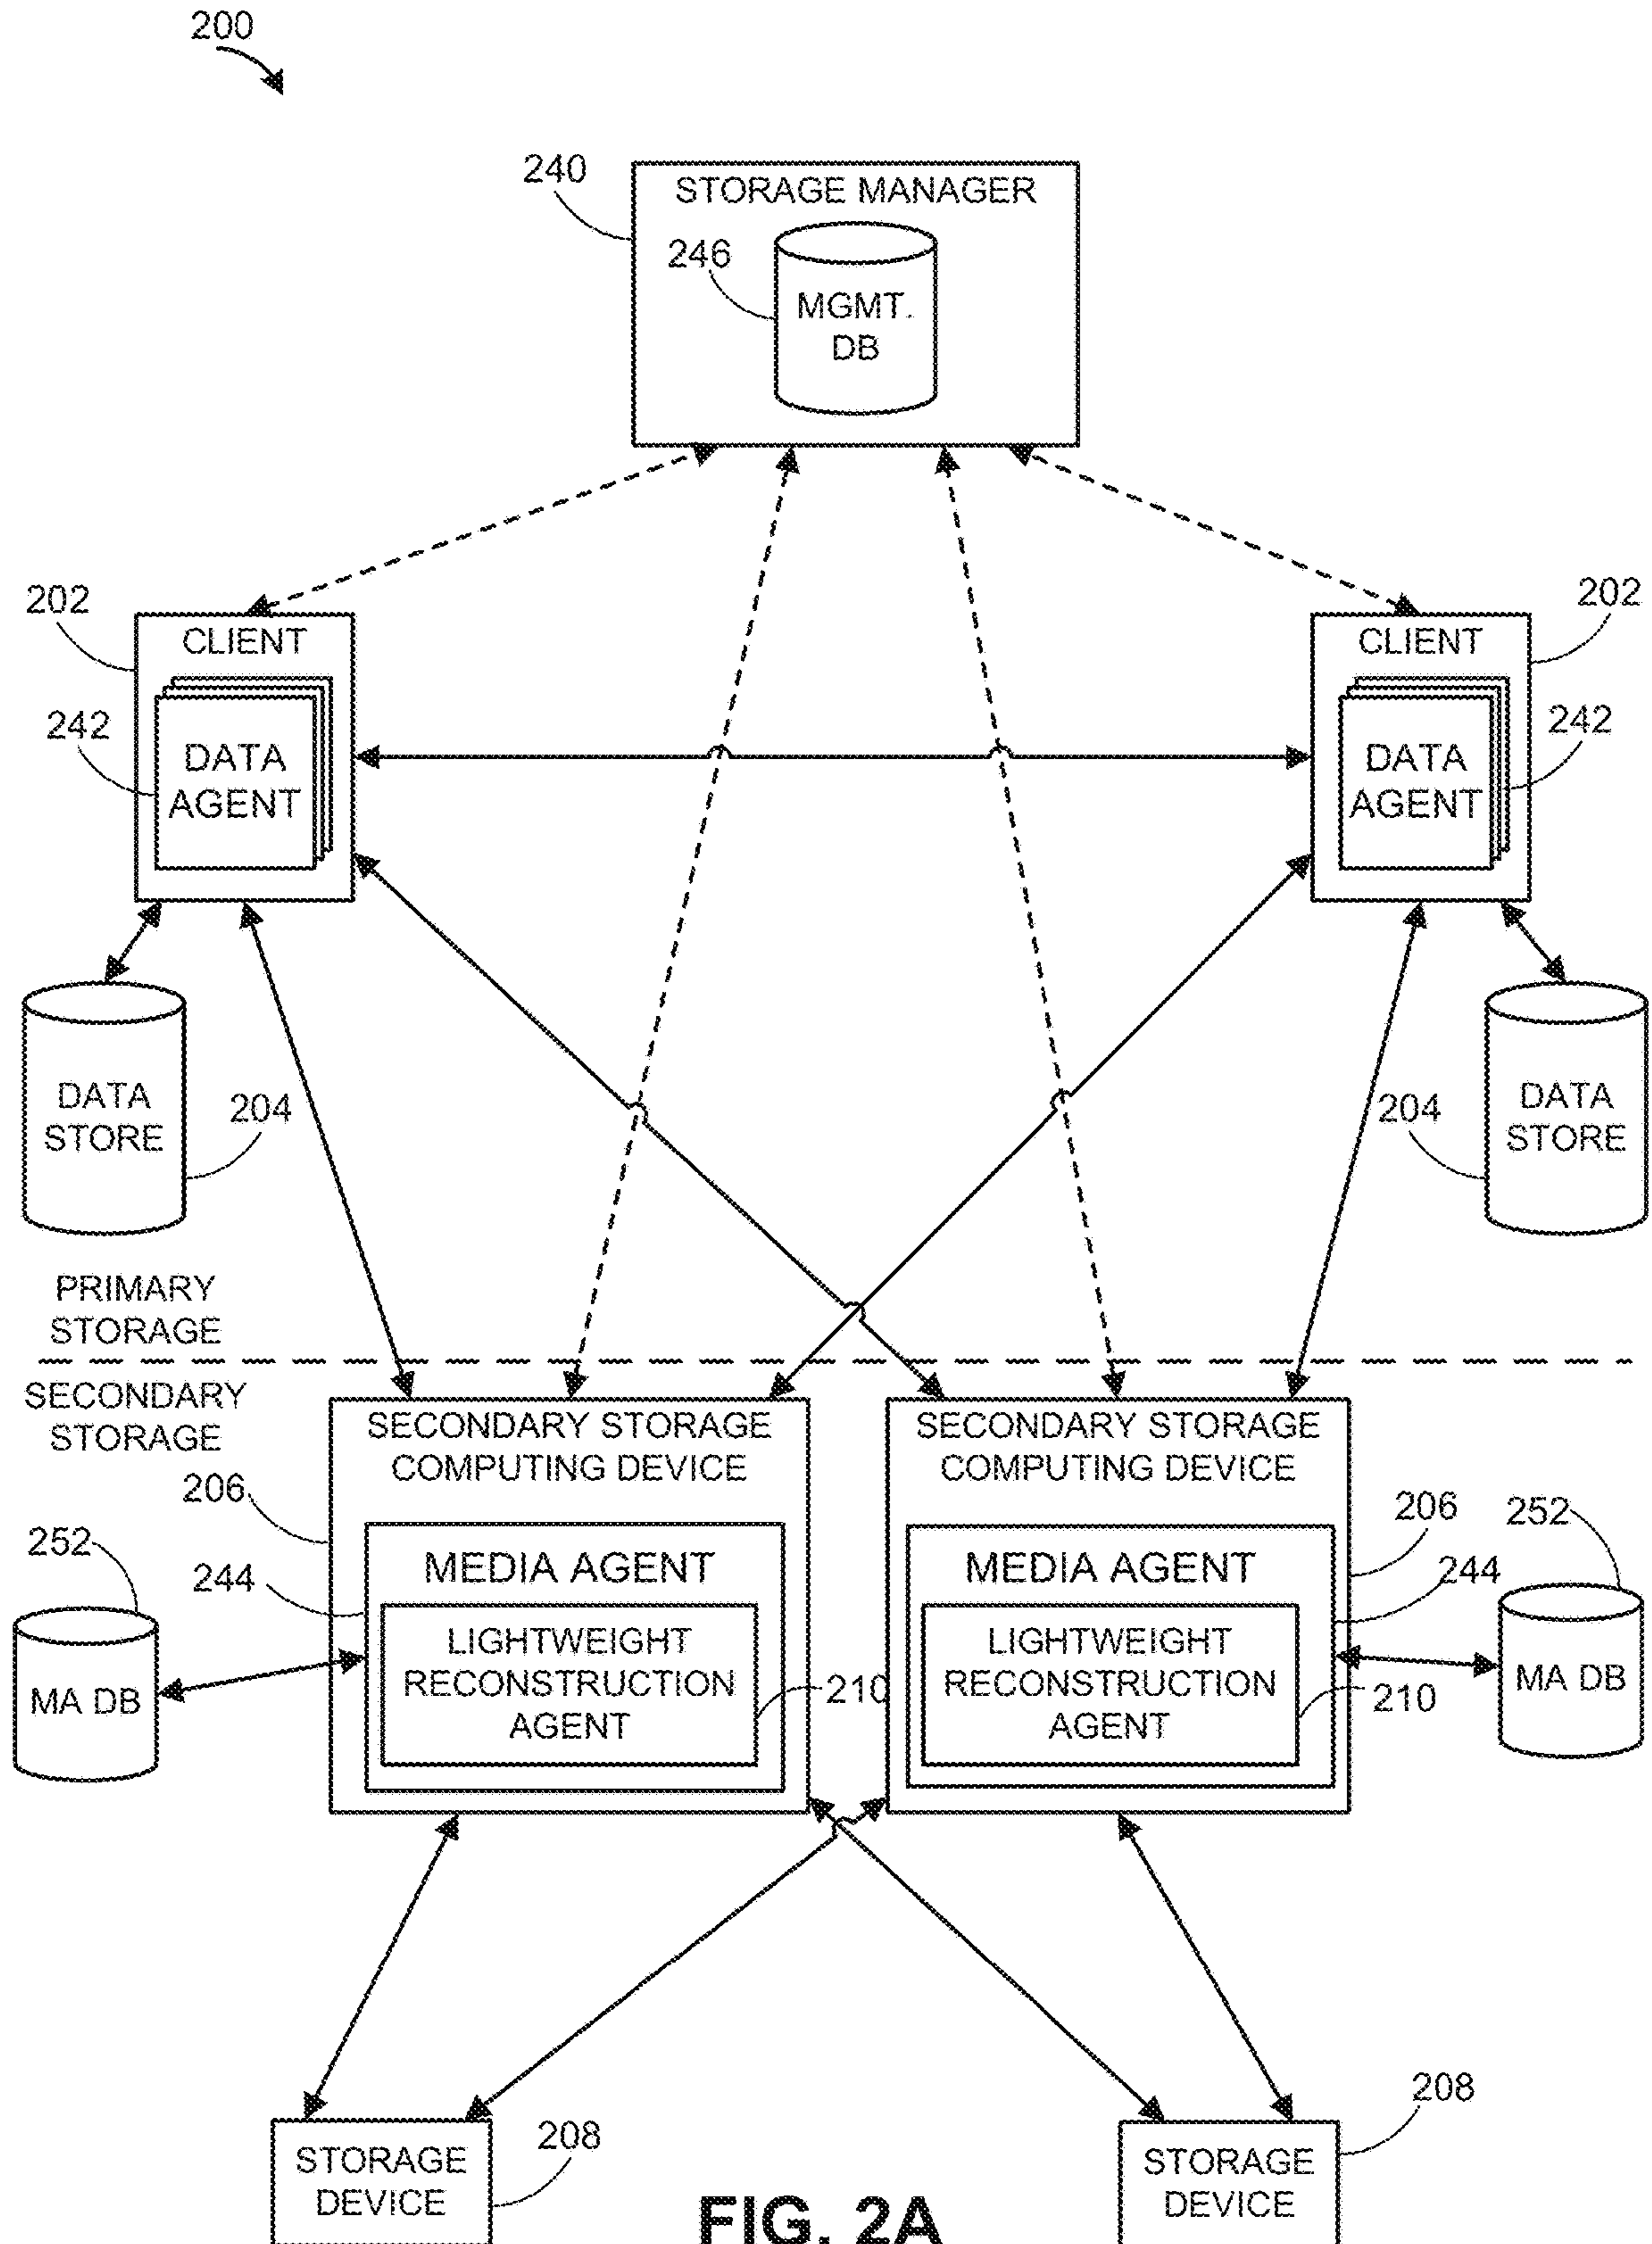 200
240
STORAGE MANAGER
246
MGMT.
DB
202
CLIENT
202
CLIENT
242
DATA
AGENT
242
DATA
AGENT
DATA
STORE
204
204
DATA
STORE
PRIMARY
STORAGE
SECONDARY
STORAGE
SECONDARY STORAGE
COMPUTING DEVICE
SECONDARY STORAGE
COMPUTING DEVICE
206
206
252
252
244
MEDIA AGENT
MEDIA AGENT
244
LIGHTWEIGHT
RECONSTRUCTION
AGENT
210
LIGHTWEIGHT
RECONSTRUCTION
AGENT
210
MA DB
MA DB
STORAGE
DEVICE
208
208
STORAGE
DEVICE
FIG. 2A